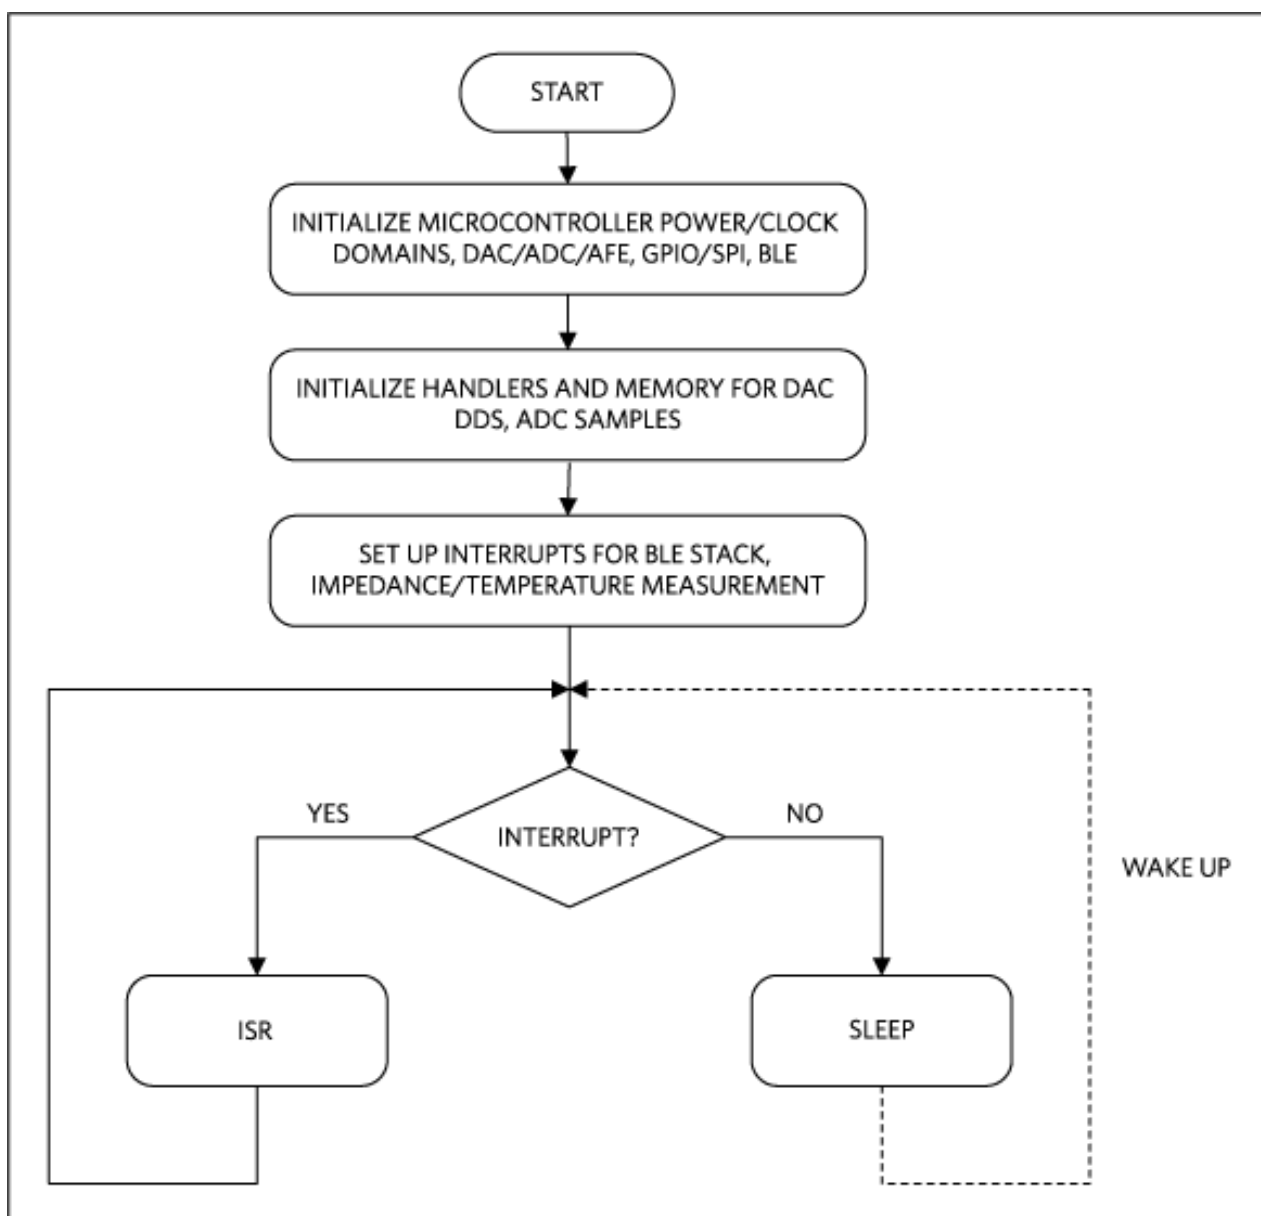 START
INITIALIZE MICROCONTROLLER POWER/CLOCK
DOMAINS, DAC/ADC/AFE, GPIO/SPI, BLE
INITIALIZE HANDLERS AND MEMORY FOR DAC
DDS, ADC SAMPLES
SET UP INTERRUPTS FOR BLE STACK,
IMPEDANCE/TEMPERATURE MEASUREMENT
YES
INTERRUPT?
NO
WAKE UP
ISR
SLEEP